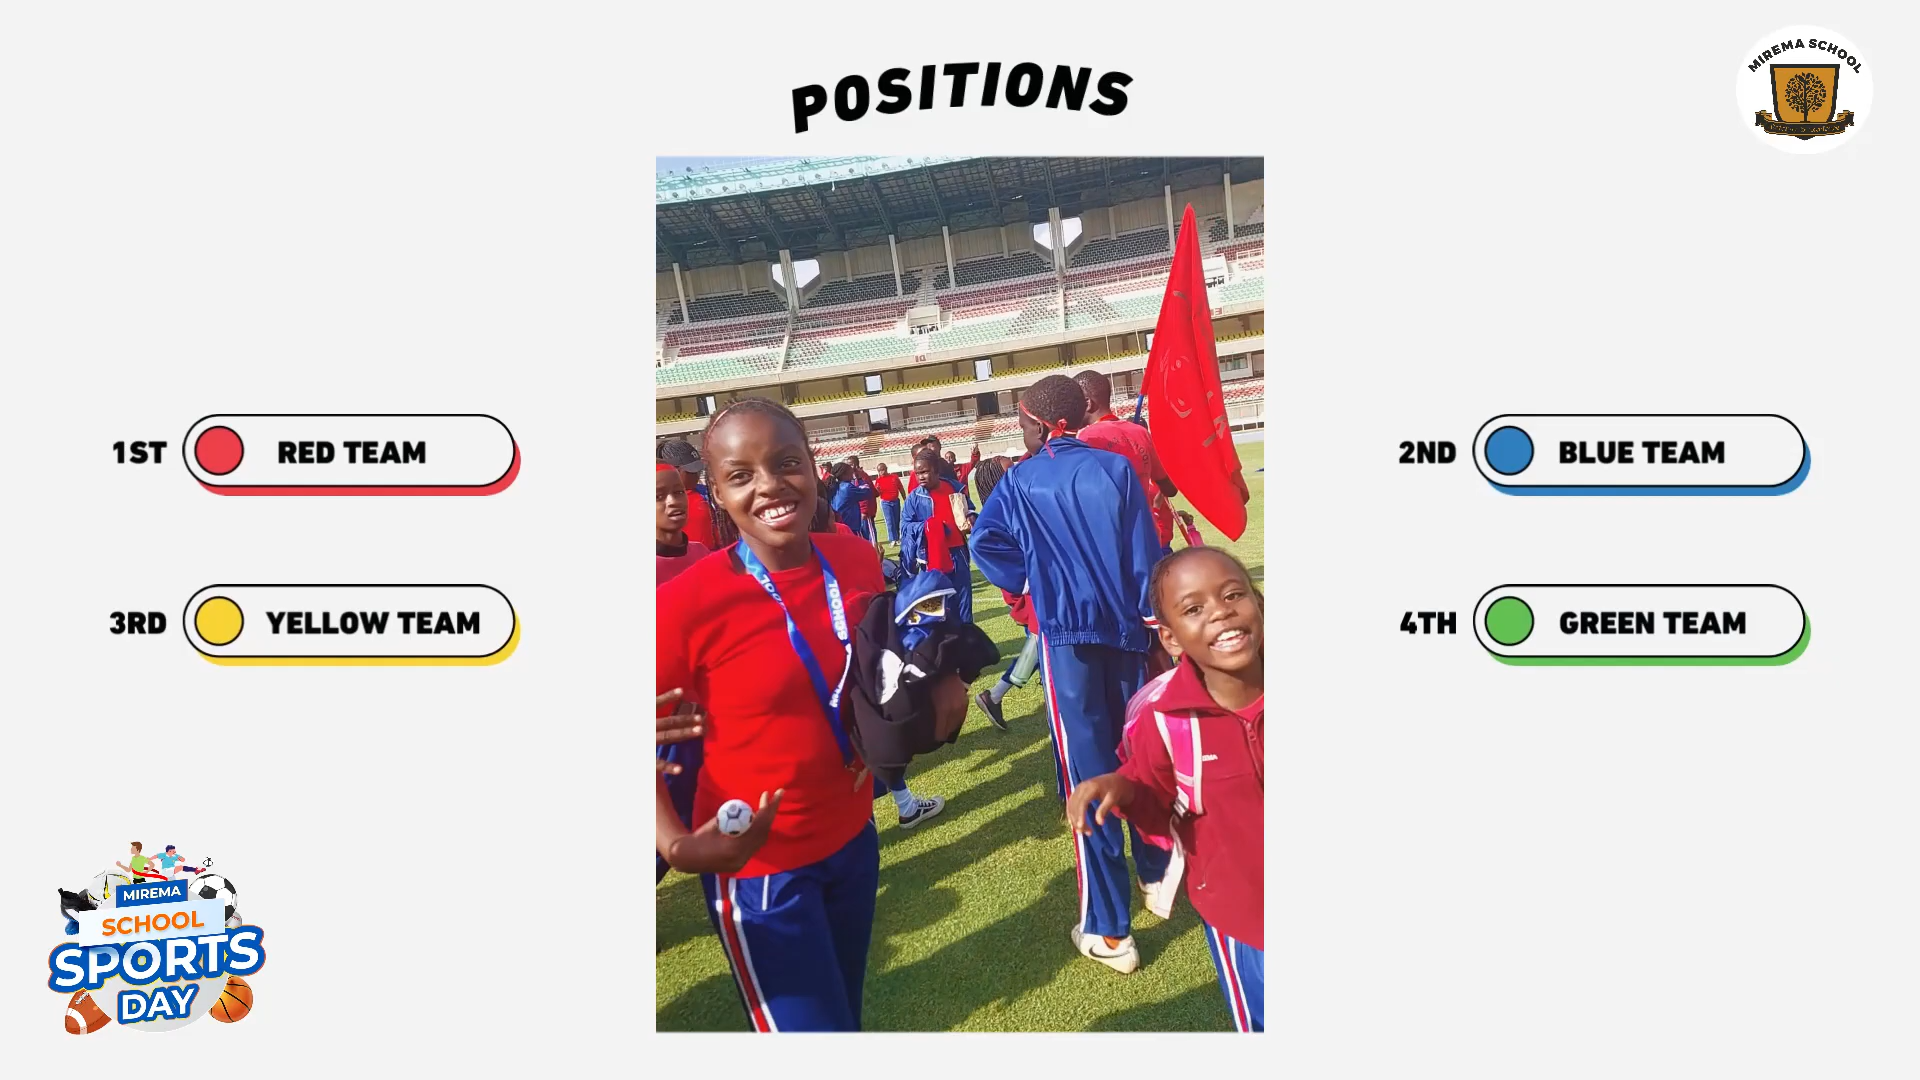 POSITIONS
MIREMA SCHOOL
1ST RED TEAM
2ND BLUE TEAM
3RD YELLOW TEAM
4TH GREEN TEAM
SCHOOL
MIREMA
SCHOOL
SPORTS
DAY